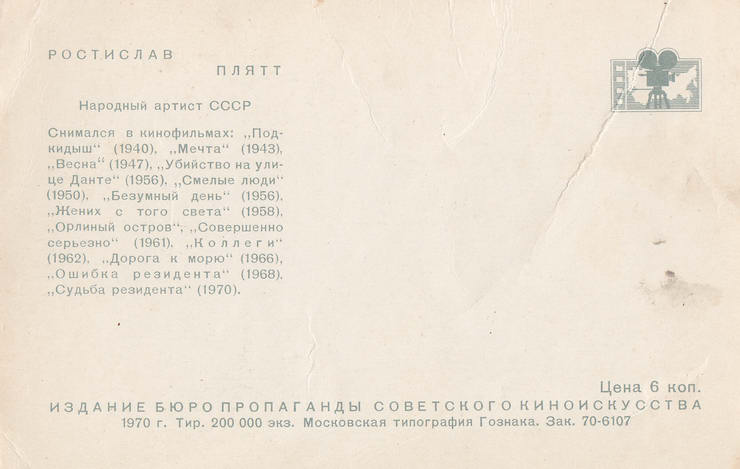 РОСТИСЛАВ
ПЛЯТТ
Народный артист СССР
Снимался в кинофильмах: „Под-
кидыш“ (1940), „Мечта“ (1943),
„Весна“ (1947), „Убийство на ули-
це Данте“ (1956), „Смелые люди“
(1950), „Безумный день“ (1956),
„Жених с того света“ (1958),
„Орлиный остров“, „Совершенно
серьезно“ (1961), „Коллеги“
(1962), „Дорога к морю“ (1966),
„Ошибка резидента“ (1968),
„Судьба резидента“ (1970).
Цена 6 коп.
ИЗДАНИЕ БЮРО ПРОПАГАНДЫ СОВЕТСКОГО КИНОИСКУССТВА
1970 г. Тир. 200 000 экз. Московская типография Гознака. Зак. 70-6107